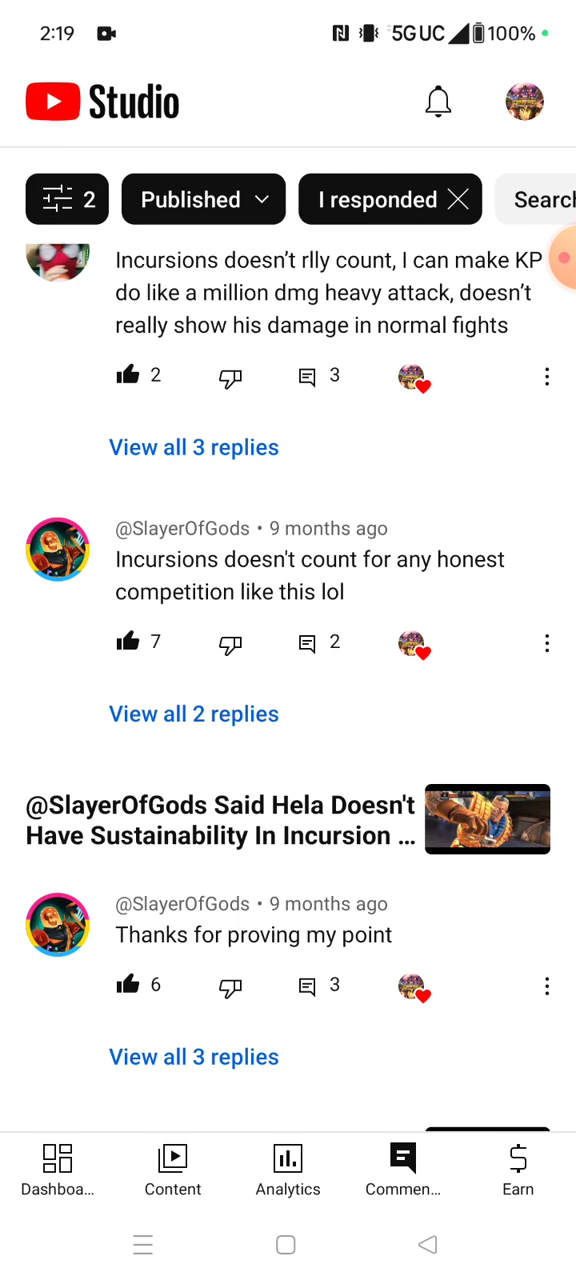 2:19
5G UC
100%
Studio
2
Published
I responded
Search
Incursions doesn’t rlly count, I can make KP
do like a million dmg heavy attack, doesn’t
really show his damage in normal fights
2
3
View all 3 replies
@SlayerOfGods • 9 months ago
Incursions doesn't count for any honest
competition like this lol
7
2
View all 2 replies
@SlayerOfGods Said Hela Doesn't
Have Sustainability In Incursion ...
@SlayerOfGods • 9 months ago
Thanks for proving my point
6
3
View all 3 replies
Dashboa...
Content
Analytics
Commen...
Earn